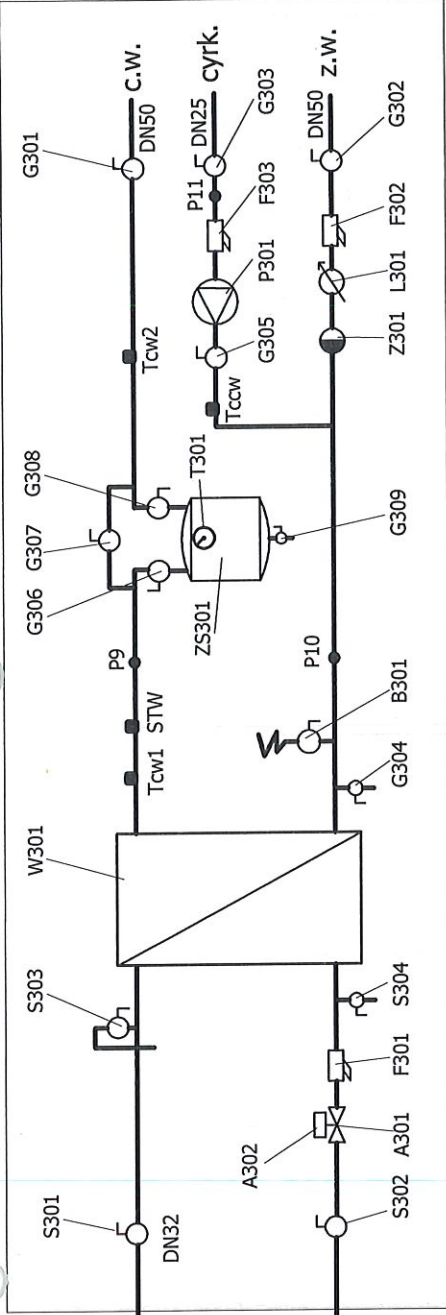 S301
DN32
S303
W301
Tcw1
STW
P9
G306
G307
G308
Tcw2
G301
DN50
c.w.
ZS301
T301
G309
Tccw
G305
P301
F303
P11
DN25
G303
cyrk.
S302
A302
A301
F301
S304
G304
B301
P10
Z301
L301
F302
DN50
G302
z.w.